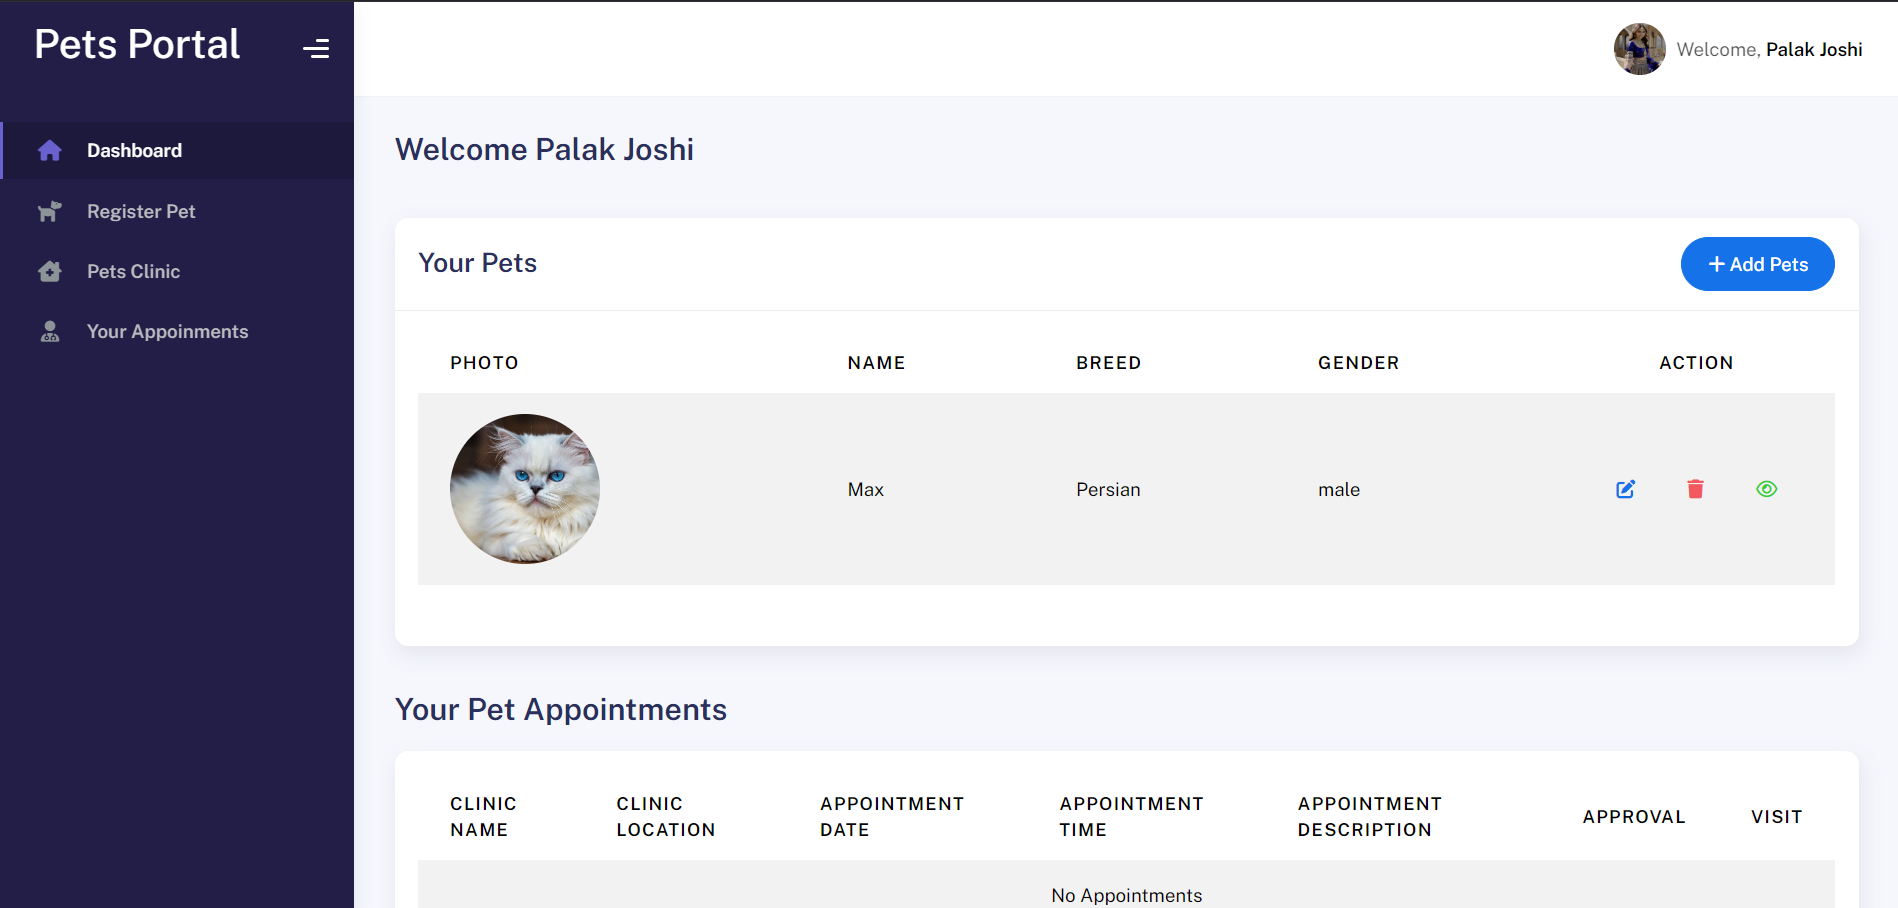 Pets Portal
Welcome, Palak Joshi
Dashboard
Register Pet
Pets Clinic
Your Appoinments
Welcome Palak Joshi
Your Pets
+ Add Pets
PHOTO NAME BREED GENDER ACTION
Max Persian male
Your Pet Appointments
CLINIC NAME
CLINIC LOCATION
APPOINTMENT DATE
APPOINTMENT TIME
APPOINTMENT DESCRIPTION
APPROVAL
VISIT
No Appointments